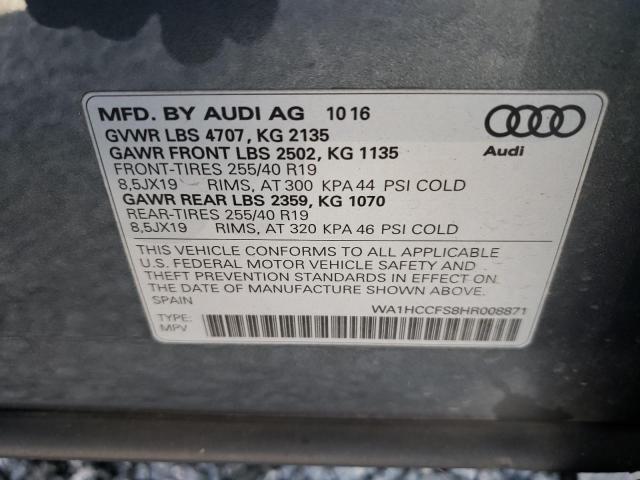 MFD. BY AUDI AG 10 16
GVWR LBS 4707, KG 2135
GAWR FRONT LBS 2502, KG 1135
FRONT-TIRES 255/40 R19
8,5JX19 RIMS, AT 300 KPA 44 PSI COLD
GAWR REAR LBS 2359, KG 1070
REAR-TIRES 255/40 R19
8,5JX19 RIMS, AT 320 KPA 46 PSI COLD
Audi
THIS VEHICLE CONFORMS TO ALL APPLICABLE
U.S. FEDERAL MOTOR VEHICLE SAFETY AND
THEFT PREVENTION STANDARDS IN EFFECT ON
THE DATE OF MANUFACTURE SHOWN ABOVE.
SPAIN
WA1HCCFS8HR008871
TYPE:
MPV